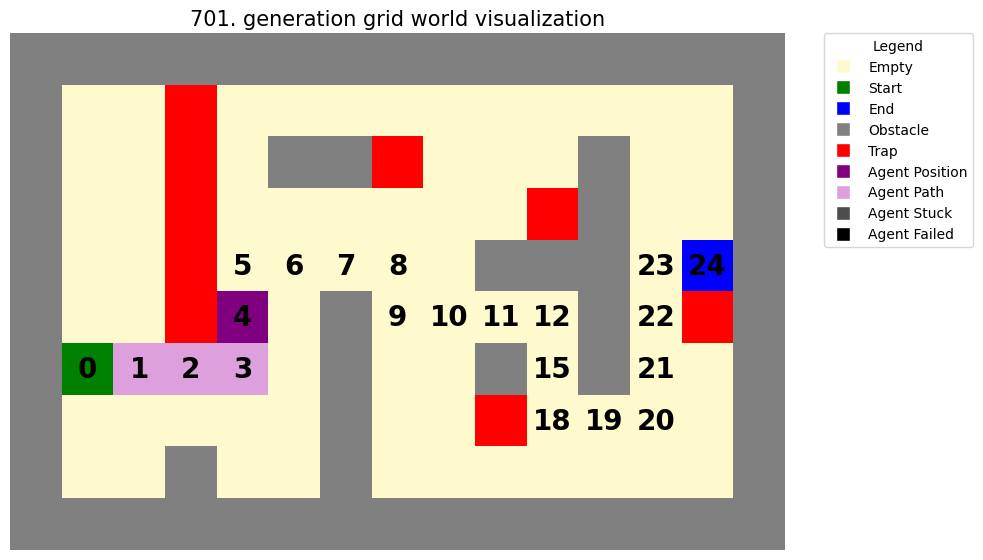 701. generation grid world visualization
Legend
Empty
Start
End
Obstacle
Trap
Agent Position
Agent Path
Agent Stuck
Agent Failed
5 6 7 8 23 24
4 9 10 11 12 22
0 1 2 3 15 21
18 19 20